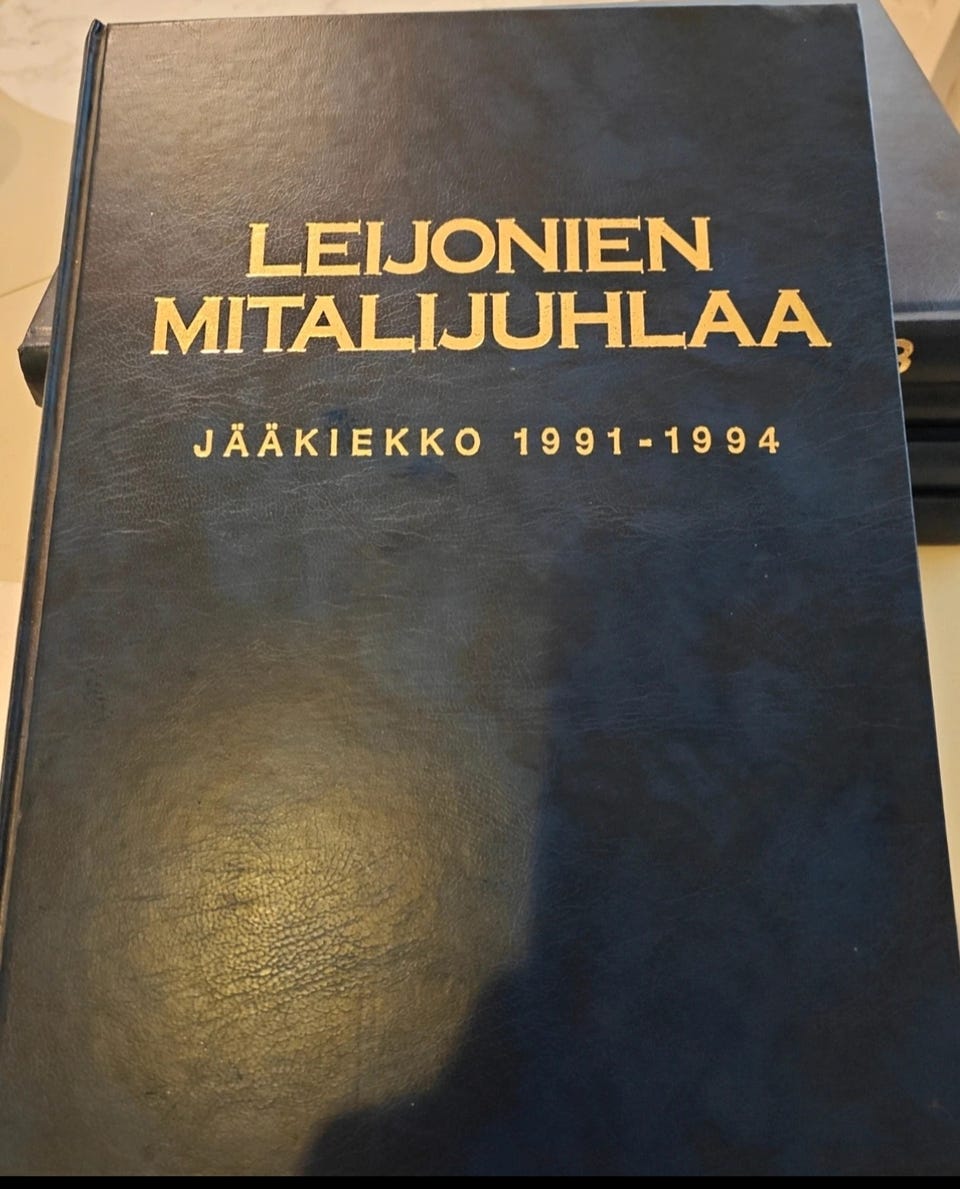 LEIJONIEN
MITALIJUHLAA
JÄÄKIEKKO 1991-1994